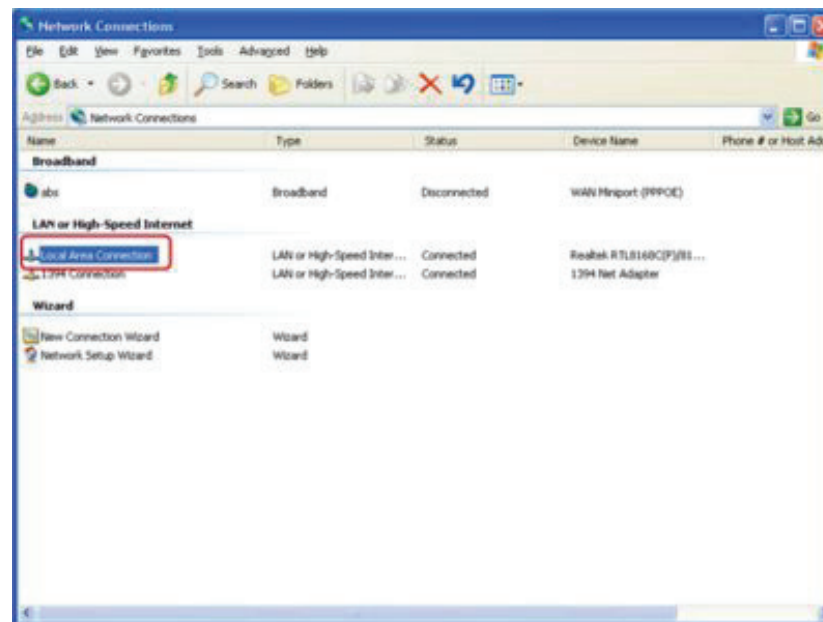 Network Connections
File Edit View Favorites Tools Advanced Help
Back Search Folders
Address Network Connections Go
Name Type Status Device Name Phone # or Host Ad
Broadband
abs Broadband Disconnected WAN Miniport (PPPOE)
LAN or High-Speed Internet
Local Area Connection LAN or High-Speed Inter... Connected Realtek RTL8168C(P)/81...
1394 Connection LAN or High-Speed Inter... Connected 1394 Net Adapter
Wizard
New Connection Wizard Wizard
Network Setup Wizard Wizard